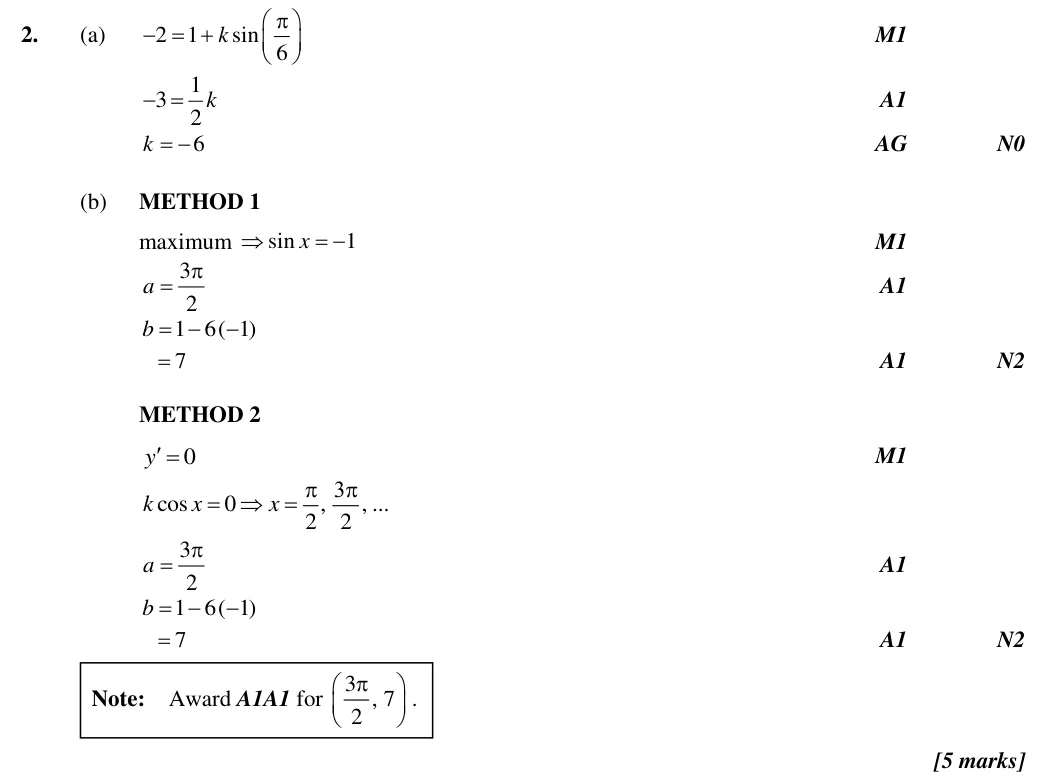 2. (a) −2 = 1 + k sin(π/6) M1
−3 = 1/2 k A1
k = −6 AG N0
(b) METHOD 1
maximum ⇒ sin x = −1 M1
a = 3π/2 A1
b = 1 − 6(−1)
= 7 A1 N2
METHOD 2
y′ = 0 M1
k cos x = 0 ⇒ x = π/2, 3π/2, ...
a = 3π/2 A1
b = 1 − 6(−1)
= 7 A1 N2
Note: Award A1A1 for (3π/2, 7).
[5 marks]